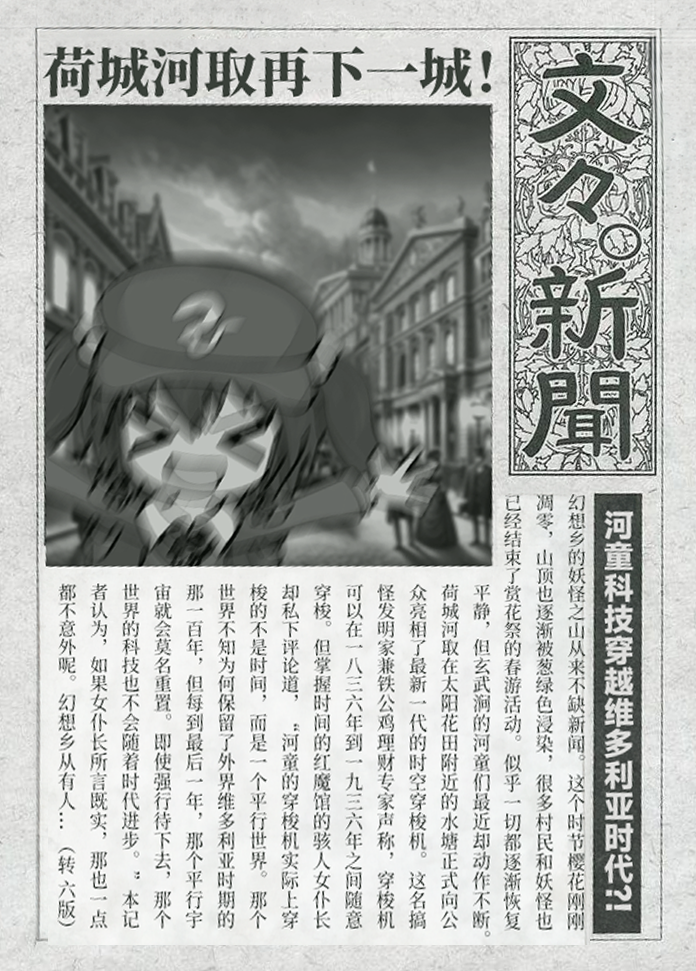 荷城河取再下一城！
文々。新聞
河童科技穿越维多利亚时代?!
幻想乡的妖怪之山从来不缺新闻。这个时节樱花刚刚
凋零，山顶也逐渐被葱绿色浸染，很多村民和妖怪也
已经结束了赏花祭的春游活动。似乎一切都逐渐恢复
平静，但玄武涧的河童们最近却动作不断。
荷城河取在太阳花田附近的水塘正式向公
众亮相了最新一代的时空穿梭机。这名搞
怪发明家兼铁公鸡理财专家声称，穿梭机
可以在一八三六年到一九三六年之间随意
穿梭。但掌握时间的红魔馆的骇人女仆长
却私下评论道，“河童的穿梭机实际上穿
梭的不是时间，而是一个平行世界。那个
世界不知为何保留了外界维多利亚时期的
那一百年，但每到最后一年，那个平行宇
宙就会莫名重置。即使强行待下去，那个
世界的科技也不会随着时代进步。”本记
者认为，如果女仆长所言既实，那也一点
都不意外呢。幻想乡从有人…（转六版）